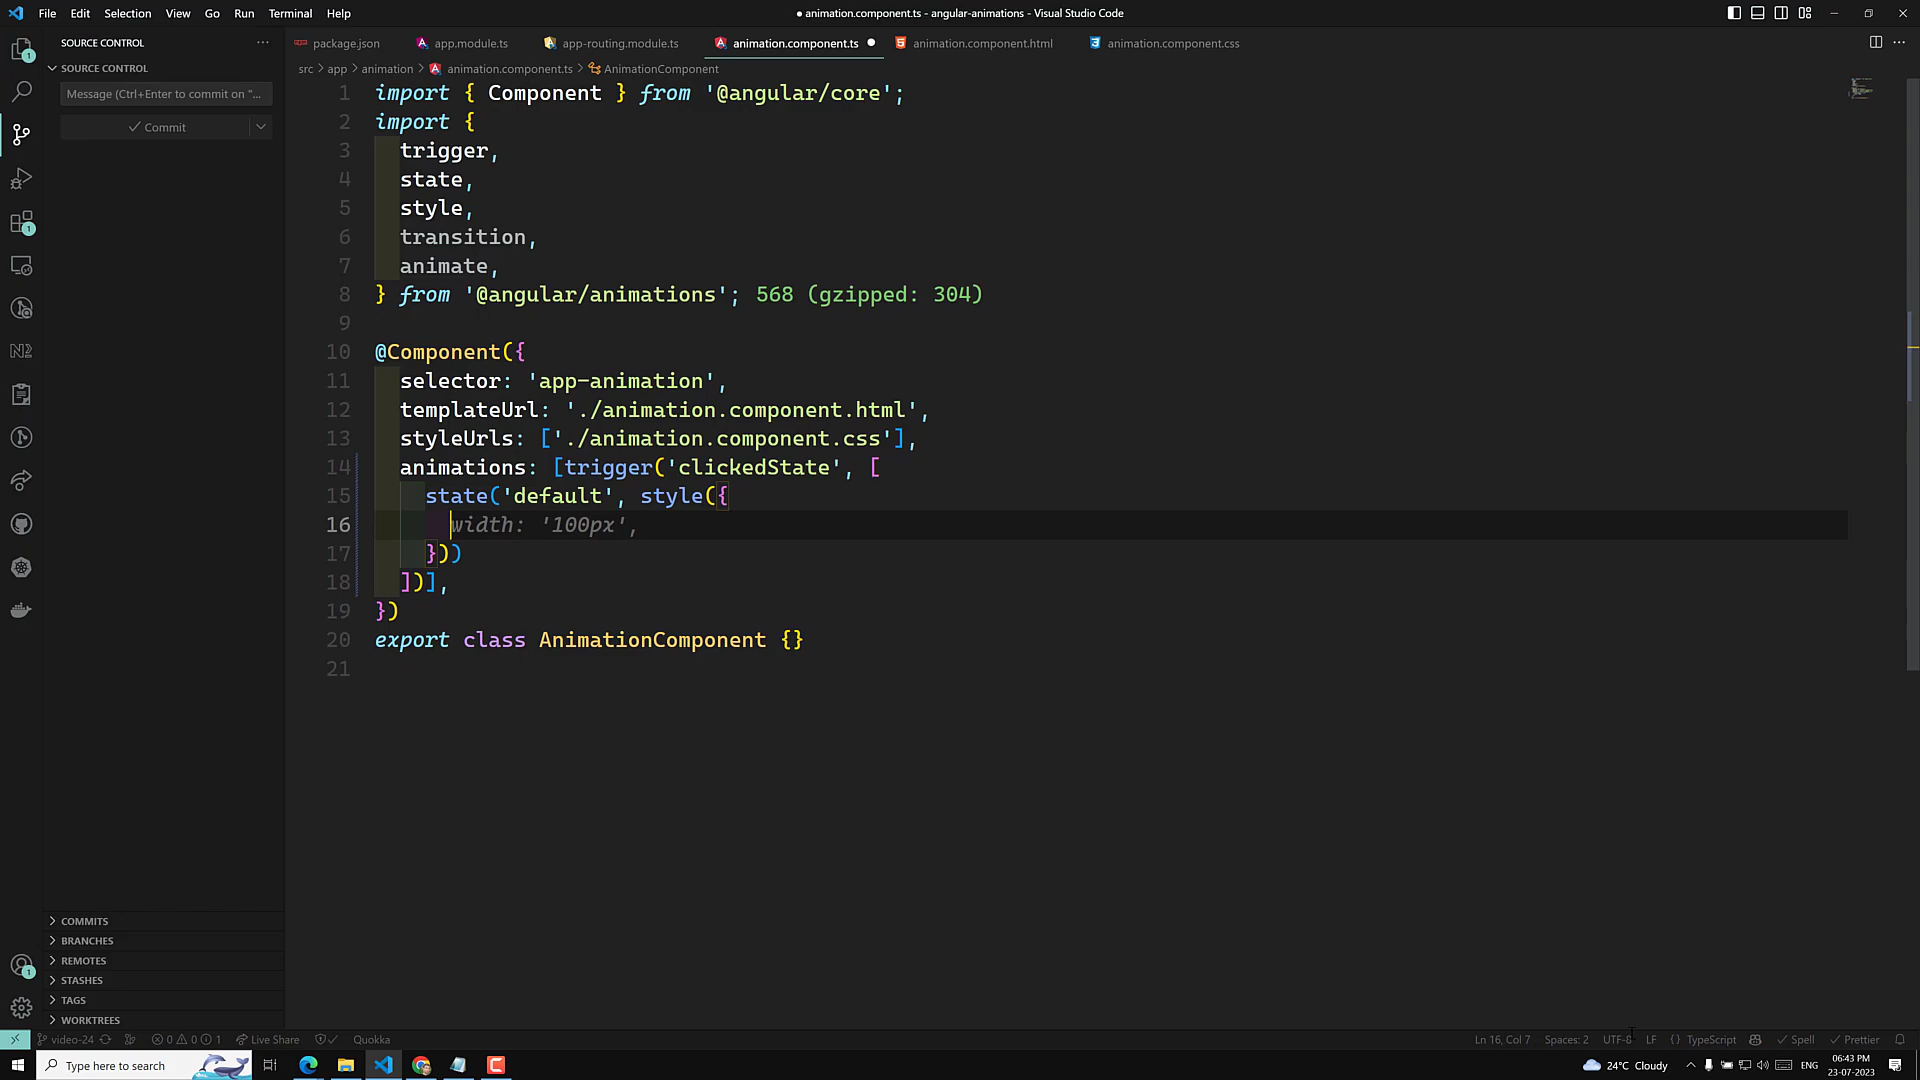 File Edit Selection View Go Run Terminal Help
● animation.component.ts - angular-animations - Visual Studio Code
SOURCE CONTROL ···
package.json
app.module.ts
app-routing.module.ts
animation.component.ts ●
animation.component.html
animation.component.css
SOURCE CONTROL
src > app > animation > animation.component.ts > AnimationComponent
Message (Ctrl+Enter to commit on "...
Commit
1 import { Component } from '@angular/core';
2 import {
3 trigger,
4 state,
5 style,
6 transition,
7 animate,
8 } from '@angular/animations'; 568 (gzipped: 304)
9
10 @Component({
11 selector: 'app-animation',
12 templateUrl: './animation.component.html',
13 styleUrls: ['./animation.component.css'],
14 animations: [trigger('clickedState', [
15 state('default', style({
16 width: '100px',
17 }))
18 ])],
19 })
20 export class AnimationComponent {}
21
N2
1
1
1
COMMITS
BRANCHES
REMOTES
STASHES
TAGS
WORKTREES
video-24 0 0 1 Live Share Quokka
Ln 16, Col 7 Spaces: 2 UTF-8 LF {} TypeScript Spell Prettier
Type here to search
24°C Cloudy ENG 06:43 PM
23-07-2023